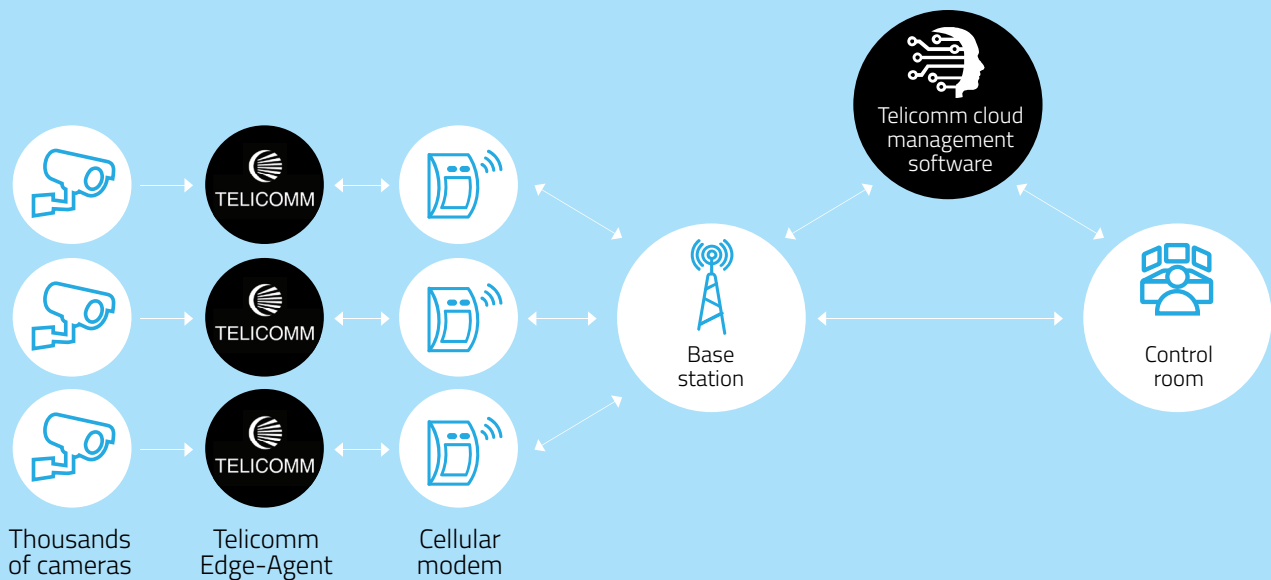 Telicomm cloud
management
software
TELICOMM
TELICOMM
TELICOMM
Base
station
Control
room
Thousands
of cameras
Telicomm
Edge-Agent
Cellular
modem